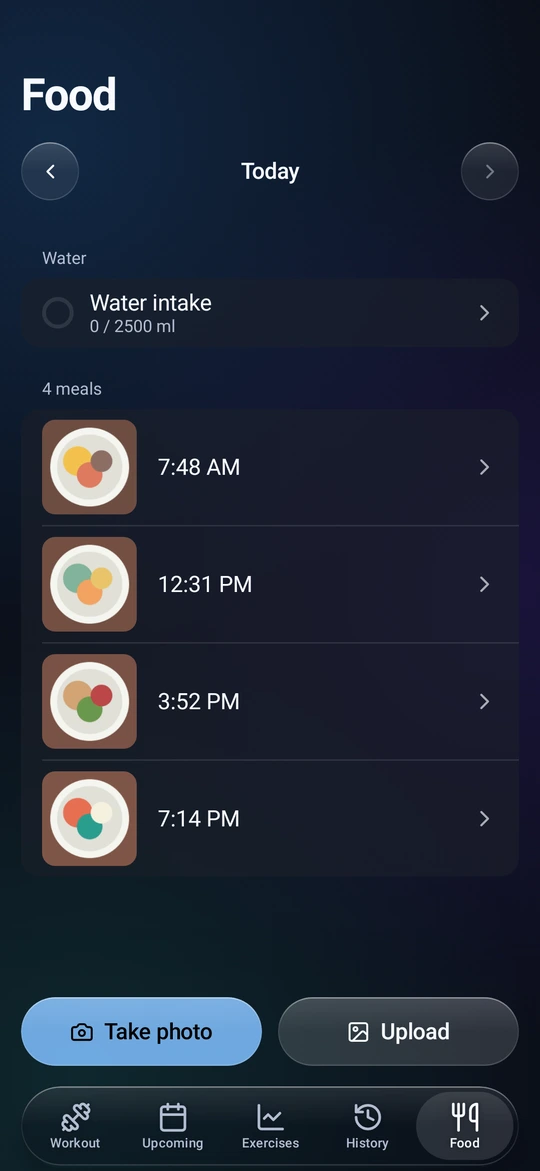 Food
Today
Water
Water intake
0 / 2500 ml
4 meals
7:48 AM
12:31 PM
3:52 PM
7:14 PM
Take photo
Upload
Workout
Upcoming
Exercises
History
Food